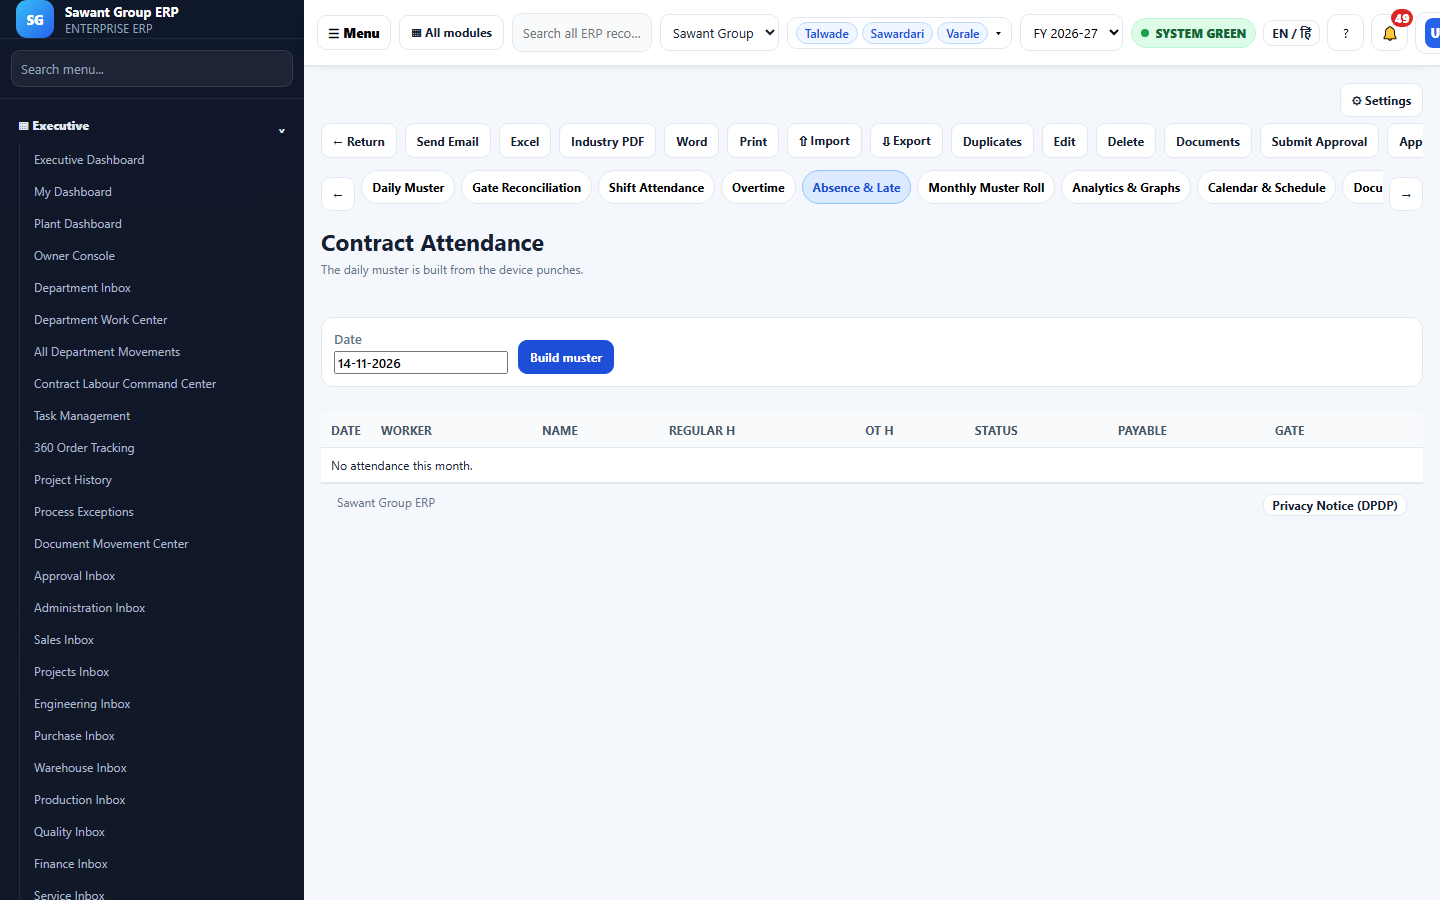 SG
Sawant Group ERP
ENTERPRISE ERP
☰ Menu
▦ All modules
Search all ERP reco...
Sawant Group
Talwade
Sawardari
Varale
FY 2026-27
SYSTEM GREEN
EN / हिं
?
49
U
Search menu...
▦ Executive
Executive Dashboard
My Dashboard
Plant Dashboard
Owner Console
Department Inbox
Department Work Center
All Department Movements
Contract Labour Command Center
Task Management
360 Order Tracking
Project History
Process Exceptions
Document Movement Center
Approval Inbox
Administration Inbox
Sales Inbox
Projects Inbox
Engineering Inbox
Purchase Inbox
Warehouse Inbox
Production Inbox
Quality Inbox
Finance Inbox
Service Inbox
⚙ Settings
← Return
Send Email
Excel
Industry PDF
Word
Print
⇧ Import
⇩ Export
Duplicates
Edit
Delete
Documents
Submit Approval
App
←
Daily Muster
Gate Reconciliation
Shift Attendance
Overtime
Absence & Late
Monthly Muster Roll
Analytics & Graphs
Calendar & Schedule
Docu
→
Contract Attendance
The daily muster is built from the device punches.
Date
14-11-2026
Build muster
DATE WORKER NAME REGULAR H OT H STATUS PAYABLE GATE
No attendance this month.
Sawant Group ERP
Privacy Notice (DPDP)